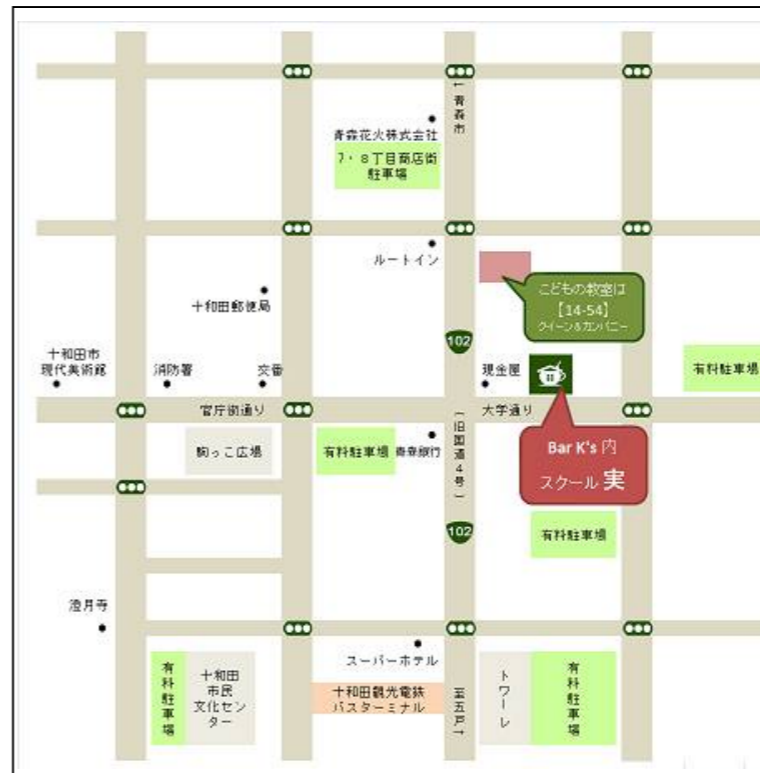 ↑青森市
青森花火株式会社
7・8丁目商店街
駐車場
ルートイン
こどもの教室は
【14-54】
クイーン&カンパニー
十和田郵便局
102
十和田市
現代美術館
消防署
交番
現金屋
有料駐車場
官庁街通り
大学通り
駒っこ広場
有料駐車場
青森銀行
(旧国道4号)
Bar K's 内
スクール 実
102
有料駐車場
澄月寺
スーパーホテル
有料駐車場
十和田
市民
文化セン
ター
十和田観光電鉄
バスターミナル
至五戸↓
トワーレ
有料駐車場